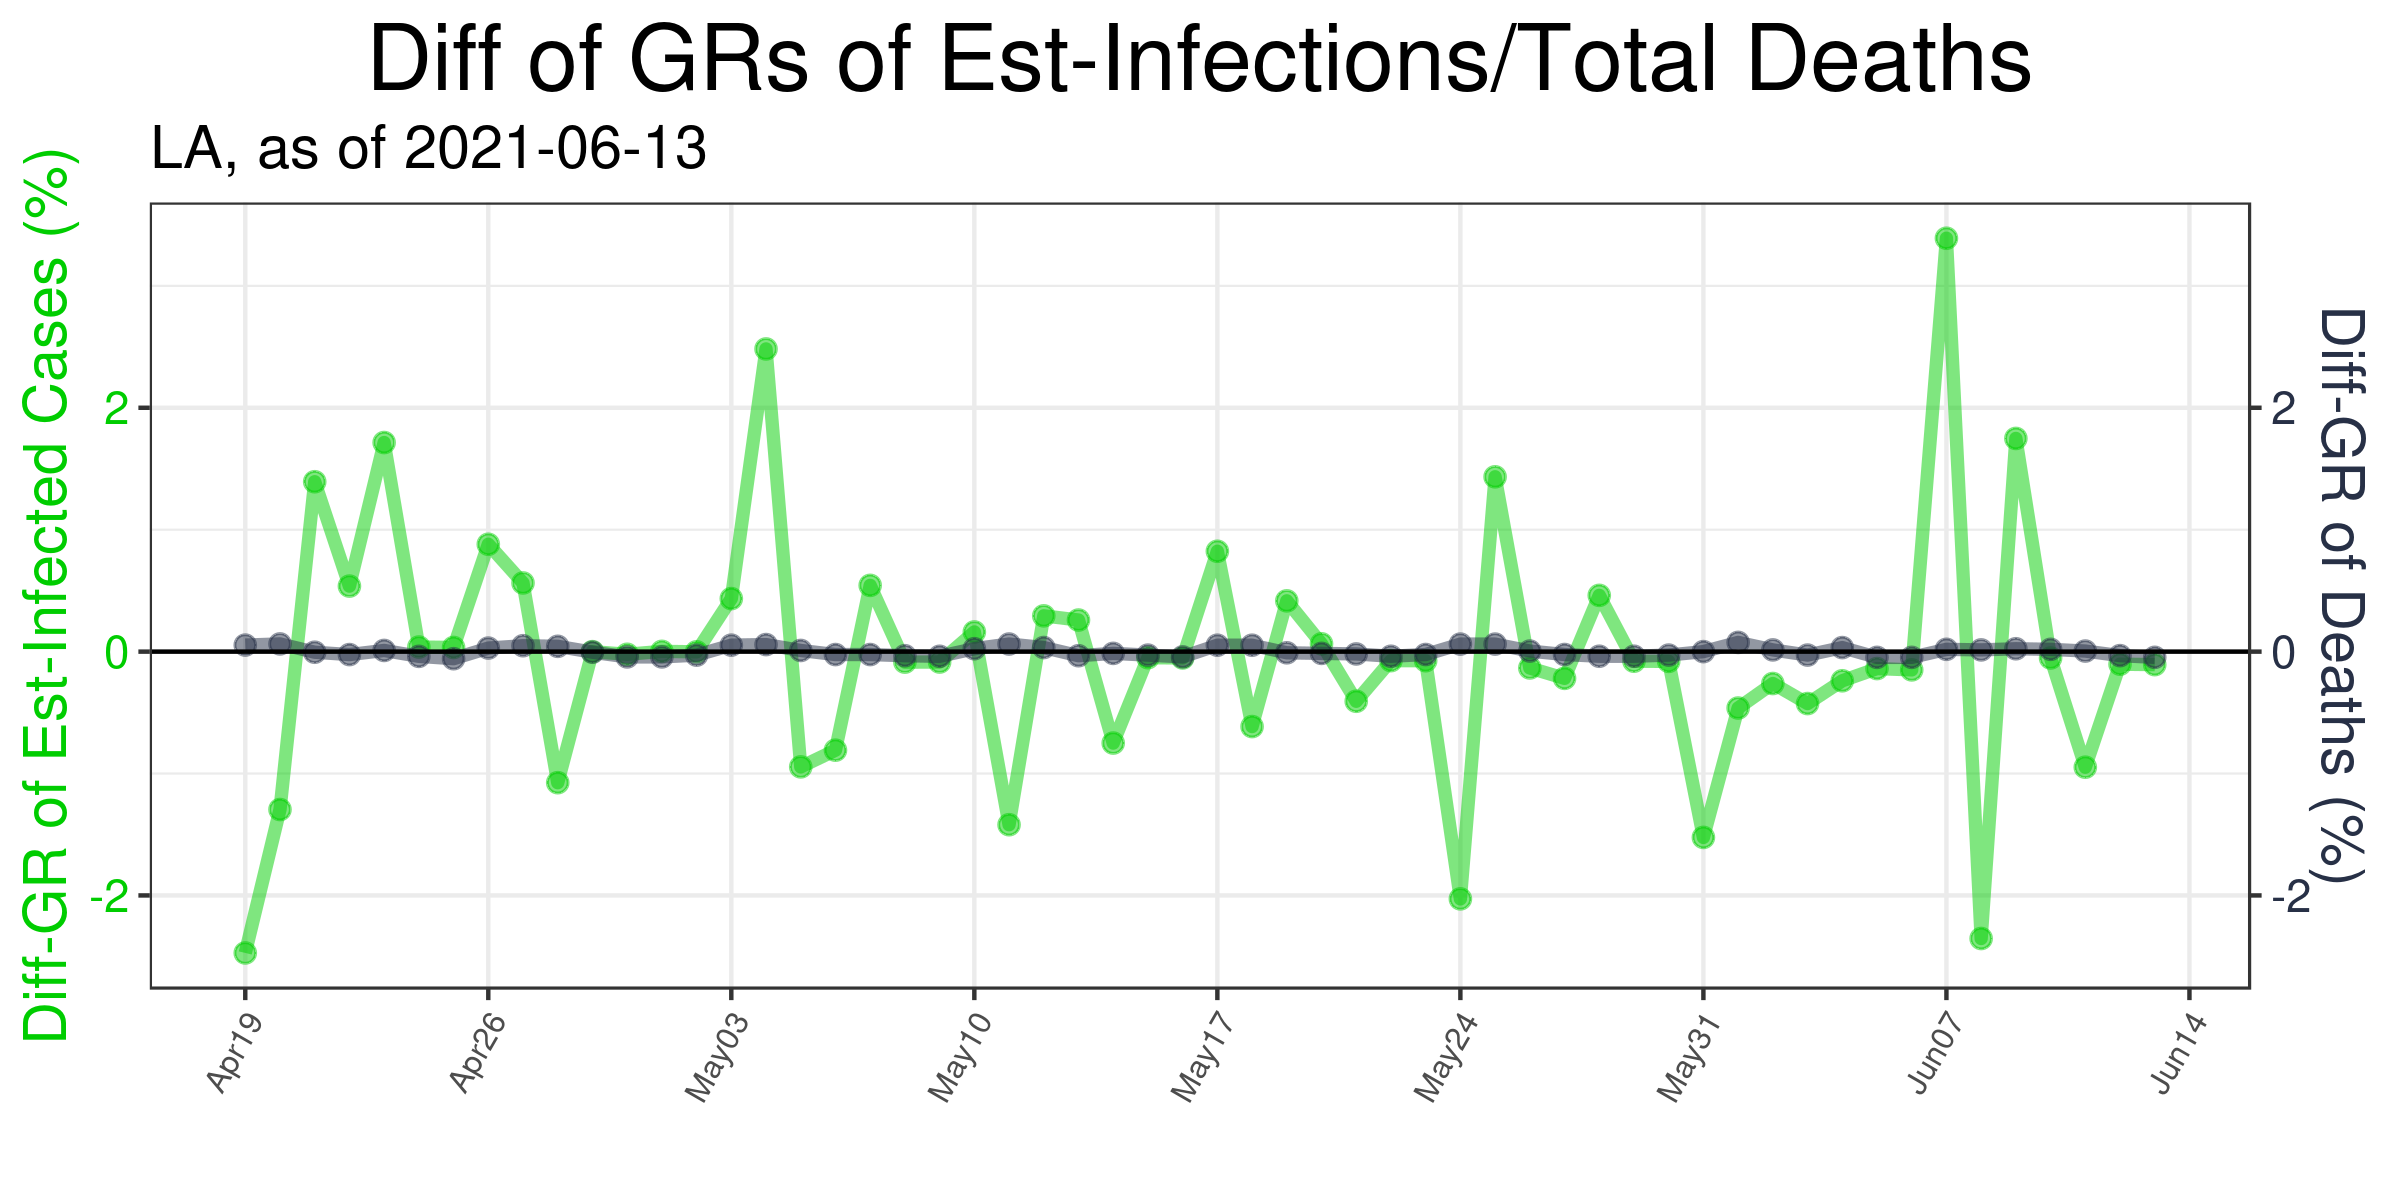 Diff of GRs of Est-Infections/Total Deaths
LA, as of 2021-06-13
Diff-GR of Est-Infected Cases (%)
2
0
-2
2
0
-2
Diff-GR of Deaths (%)
Apr19
Apr26
May03
May10
May17
May24
May31
Jun07
Jun14